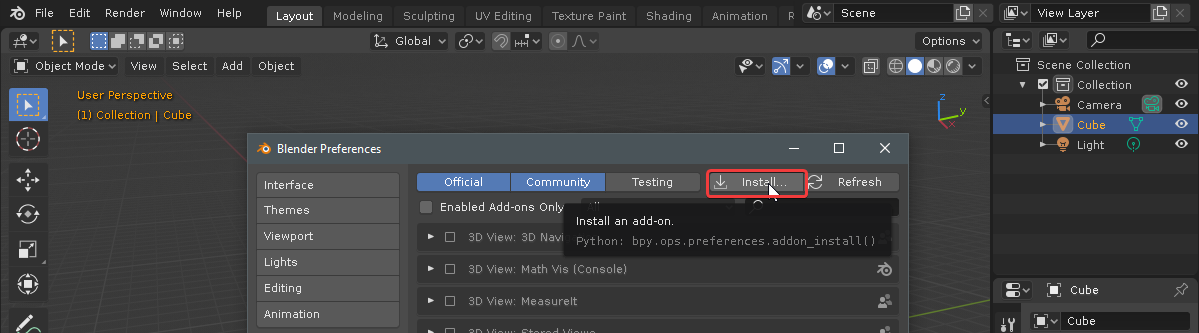 File Edit Render Window Help Layout Modeling Sculpting UV Editing Texture Paint Shading Animation R Scene View Layer
Global Options
Object Mode View Select Add Object
Scene Collection
User Perspective
Collection
(1) Collection | Cube
z
y
Camera
Cube
Light
Blender Preferences
Interface
Official Community Testing Install... Refresh
Themes
Enabled Add-ons Only
Install an add-on.
Python: bpy.ops.preferences.addon_install()
Viewport
3D View: 3D Navi
Lights
3D View: Math Vis (Console)
Editing
3D View: MeasureIt
Animation
3D View: Stored Views
Cube
Cube